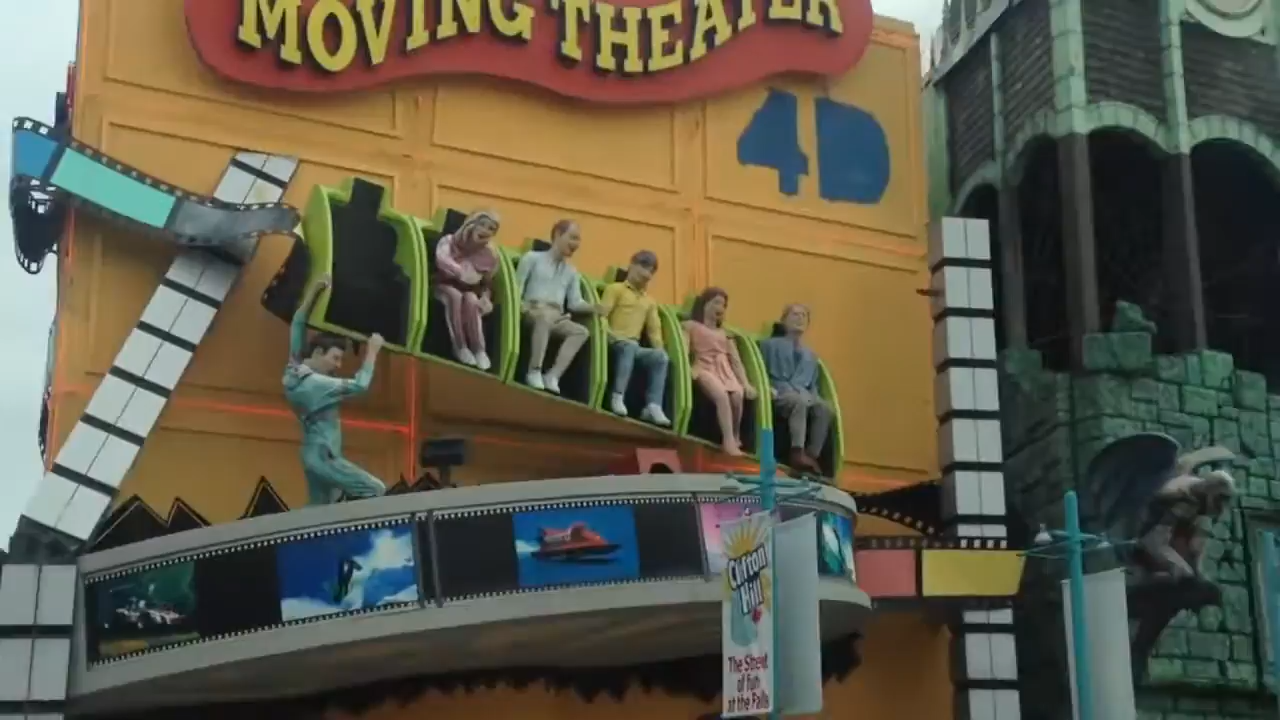 MOVING THEATER
4D
Clifton
Hill
The Street
of fun
at the Falls